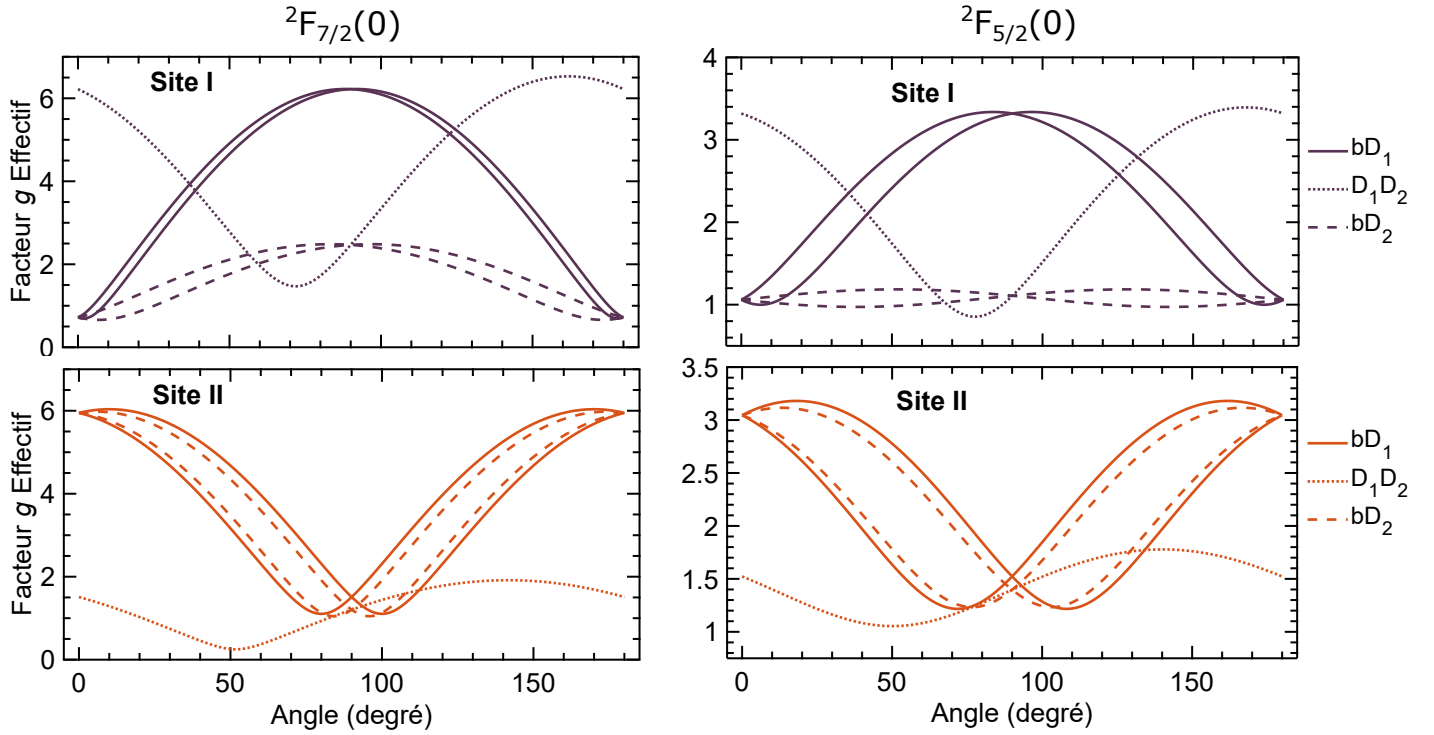 ²F₇/₂(0)
²F₅/₂(0)
Site I
Facteur g Effectif
6
4
2
0
Site I
4
3
2
1
bD₁
D₁D₂
bD₂
Site II
Facteur g Effectif
6
4
2
0
0
50
100
150
Angle (degré)
Site II
3.5
3
2.5
2
1.5
1
0
50
100
150
Angle (degré)
bD₁
D₁D₂
bD₂